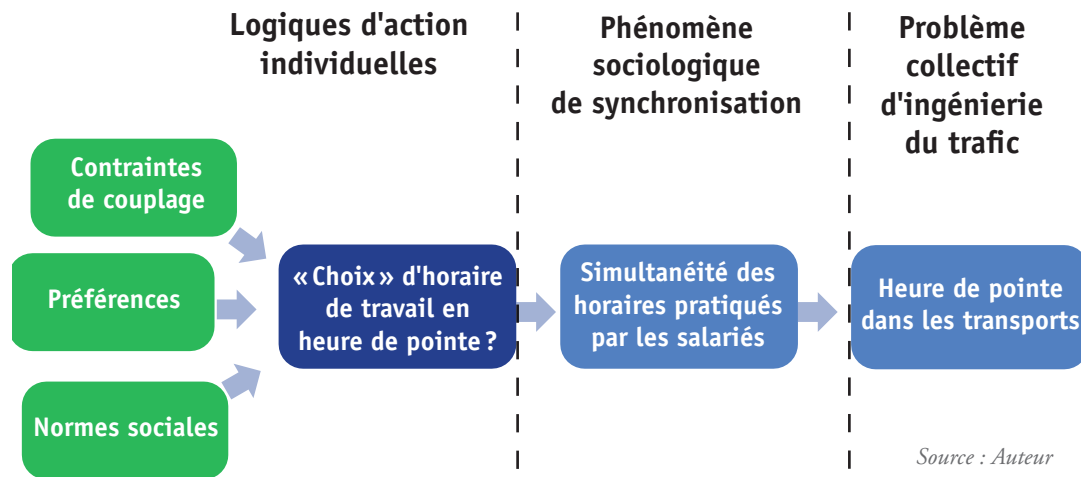 Logiques d'action
individuelles
Phénomène
sociologique
de synchronisation
Problème
collectif
d'ingénierie
du trafic
Contraintes
de couplage
Préférences
Normes sociales
« Choix » d'horaire
de travail en
heure de pointe ?
Simultanéité des
horaires pratiqués
par les salariés
Heure de pointe
dans les transports
Source : Auteur